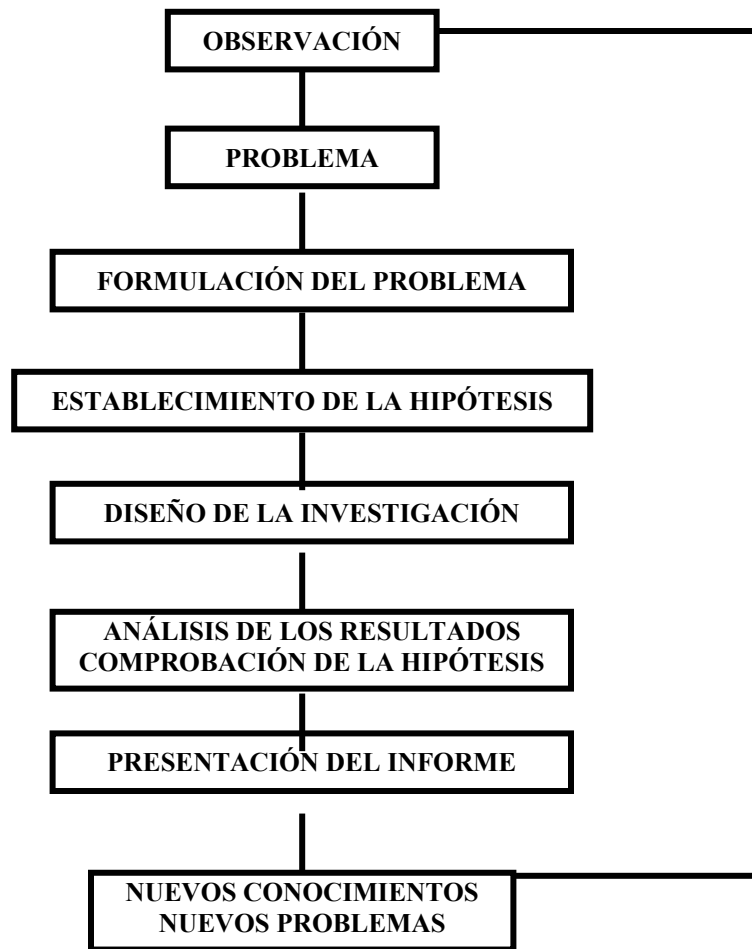 OBSERVACIÓN
PROBLEMA
FORMULACIÓN DEL PROBLEMA
ESTABLECIMIENTO DE LA HIPÓTESIS
DISEÑO DE LA INVESTIGACIÓN
ANÁLISIS DE LOS RESULTADOS
COMPROBACIÓN DE LA HIPÓTESIS
PRESENTACIÓN DEL INFORME
NUEVOS CONOCIMIENTOS
NUEVOS PROBLEMAS